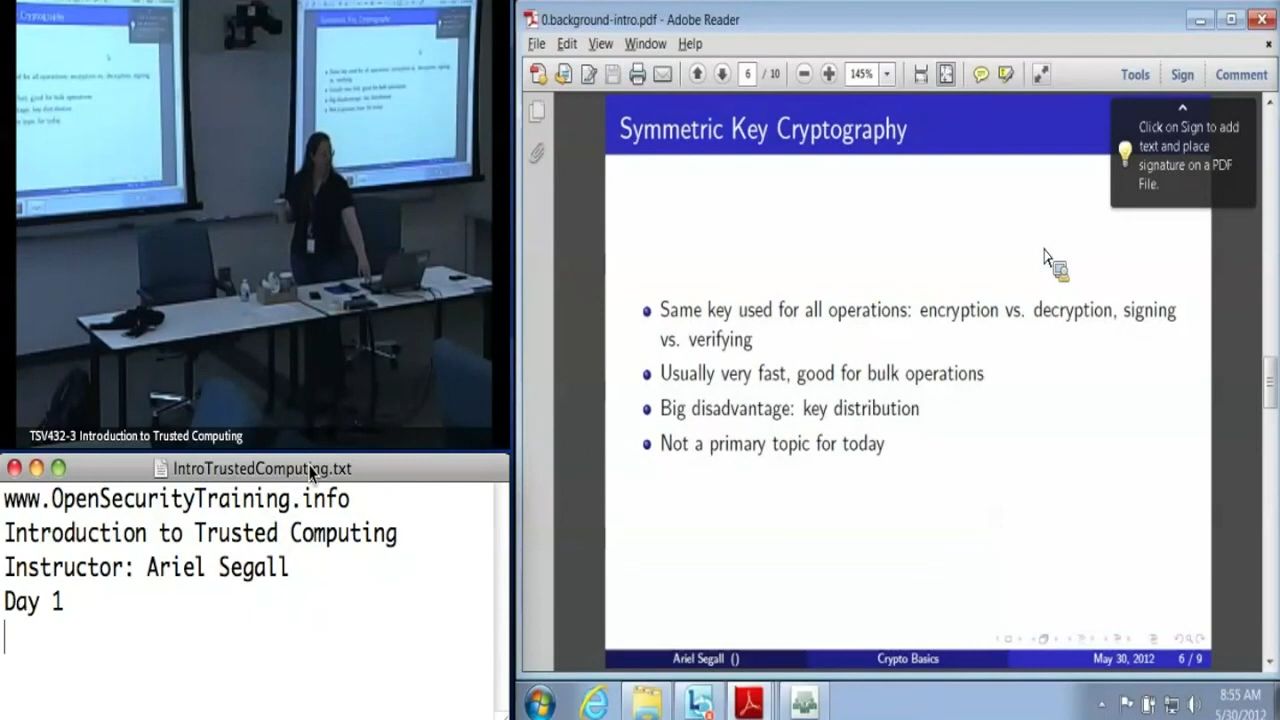 Cryptography
Symmetric Key Cryptography
TSV432-3 Introduction to Trusted Computing
IntroTrustedComputing.txt
www.OpenSecurityTraining.info
Introduction to Trusted Computing
Instructor: Ariel Segall
Day 1
0.background-intro.pdf - Adobe Reader
File Edit View Window Help
6 / 10 145% Tools Sign Comment
Symmetric Key Cryptography
Click on Sign to add
text and place
signature on a PDF
File.
Same key used for all operations: encryption vs. decryption, signing
vs. verifying
Usually very fast, good for bulk operations
Big disadvantage: key distribution
Not a primary topic for today
Ariel Segall () Crypto Basics May 30, 2012 6 / 9
8:55 AM
5/30/2012